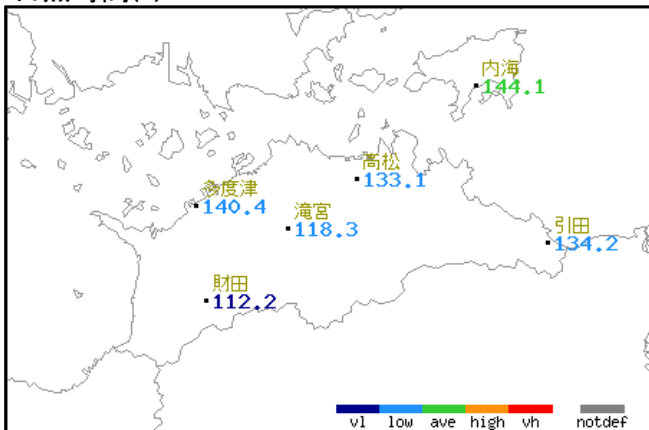 内海
144.1
高松
133.1
多度津
140.4
滝宮
118.3
引田
134.2
財田
112.2
vl low ave high vh notdef